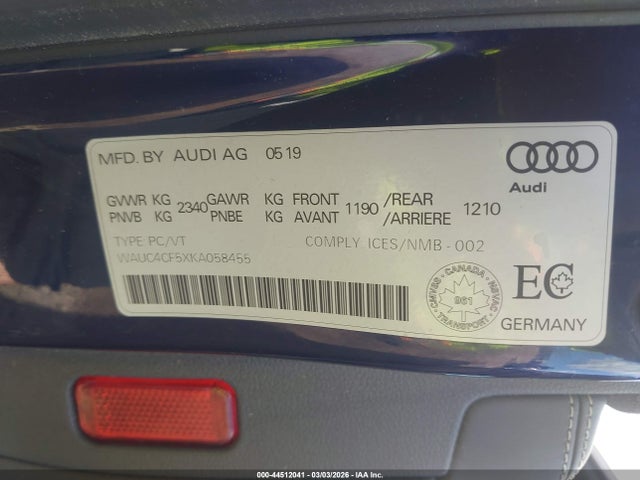 MFD. BY AUDI AG 0519
Audi
GVWR KG 2340 GAWR KG FRONT 1190 /REAR 1210
PNVB KG PNBE KG AVANT /ARRIERE
TYPE: PC/VT COMPLY ICES/NMB - 002
WAUC4CF5XKA058455
CANADA
CMVSS NSVAC
961
TRANSPORT
EC
GERMANY
000-44512041 - 03/03/2026 - IAA Inc.